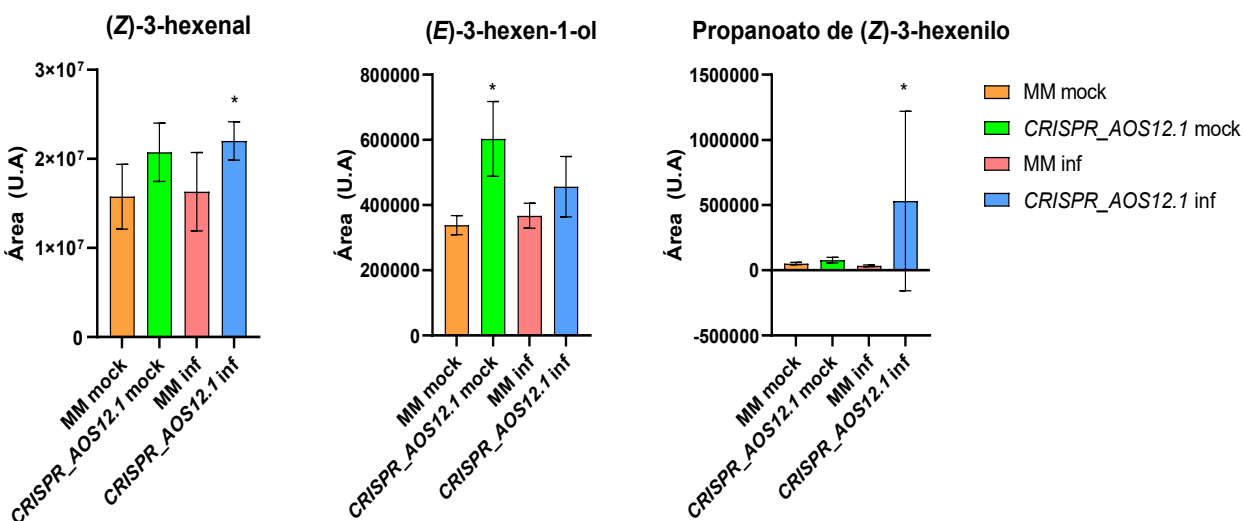 (Z)-3-hexenal
(E)-3-hexen-1-ol
Propanoato de (Z)-3-hexenilo
Área (U.A)
3×10⁷
2×10⁷
1×10⁷
0
*
MM mock
CRISPR_AOS12.1 mock
MM inf
CRISPR_AOS12.1 inf
Área (U.A)
800000
600000
400000
200000
0
*
MM mock
CRISPR_AOS12.1 mock
MM inf
CRISPR_AOS12.1 inf
Área (U.A)
1500000
1000000
500000
0
-500000
*
MM mock
CRISPR_AOS12.1 mock
MM inf
CRISPR_AOS12.1 inf
MM mock
CRISPR_AOS12.1 mock
MM inf
CRISPR_AOS12.1 inf